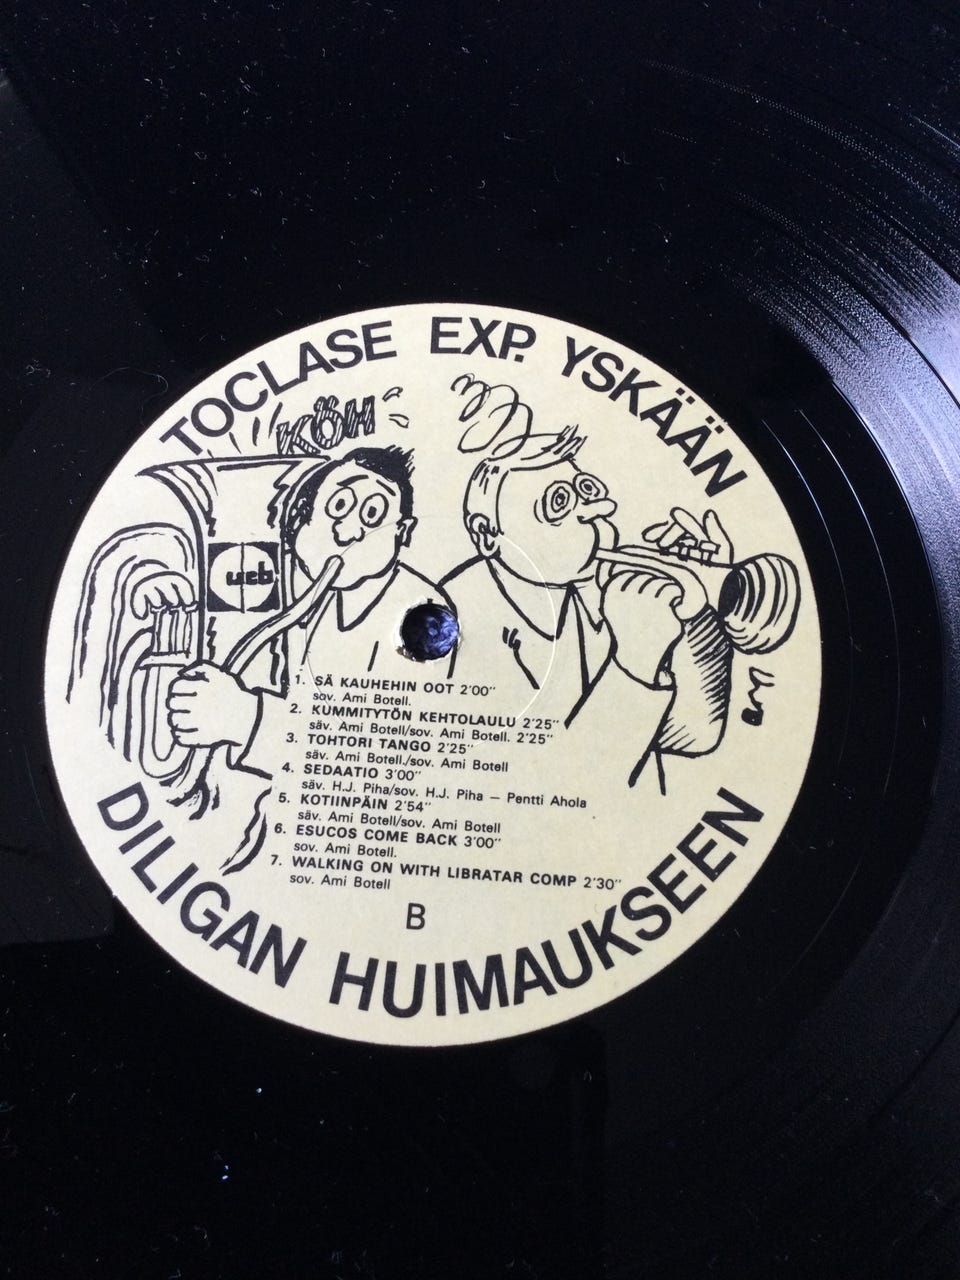 TOCLASE EXP. YSKÄÄN
KÖH
ucb
1. SÄ KAUHEHIN OOT 2'00"
sov. Ami Botell.
2. KUMMITYTÖN KEHTOLAULU 2'25"
säv. Ami Botell/sov. Ami Botell. 2'25"
3. TOHTORI TANGO 2'25"
säv. Ami Botell./sov. Ami Botell
4. SEDAATIO 3'00"
säv. H.J. Piha/sov. H.J. Piha — Pentti Ahola
5. KOTIINPÄIN 2'54"
säv. Ami Botell/sov. Ami Botell
6. ESUCOS COME BACK 3'00"
sov. Ami Botell.
7. WALKING ON WITH LIBRATAR COMP 2'30"
sov. Ami Botell
B
DILIGAN HUIMAUKSEEN